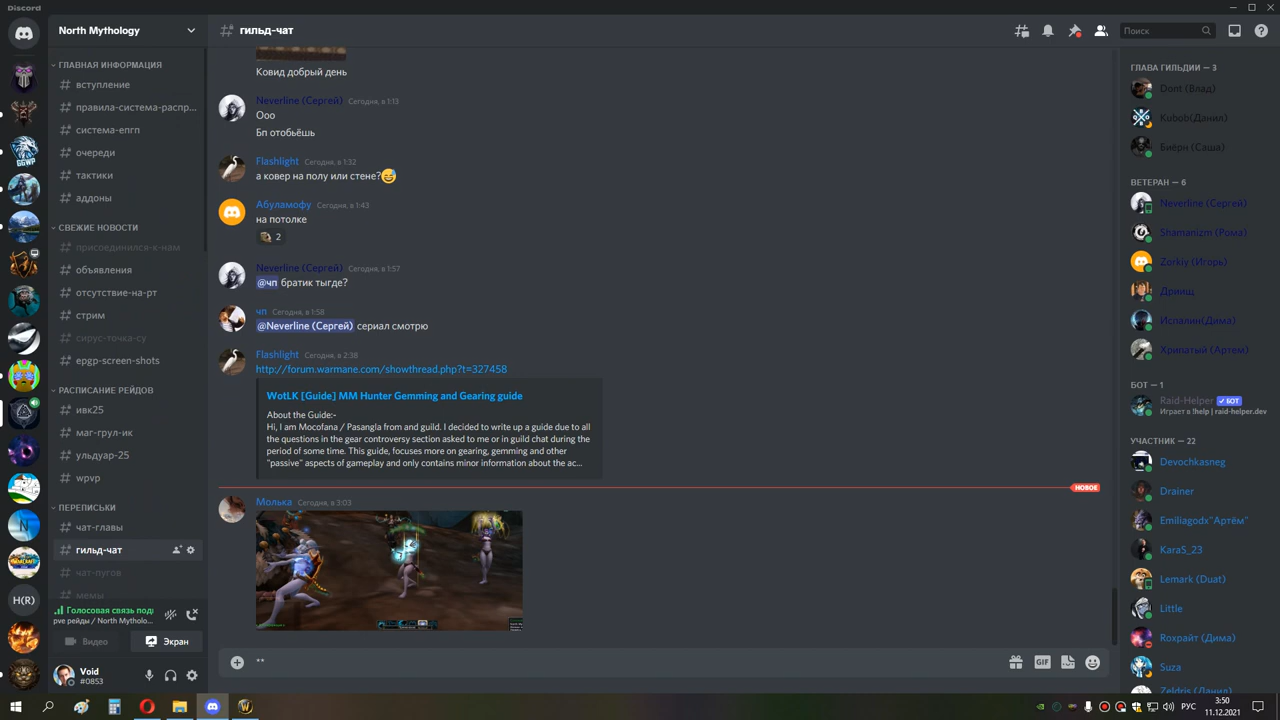 Discord
North Mythology
ГЛАВНАЯ ИНФОРМАЦИЯ
вступление
правила-система-распр...
система-епгп
очереди
тактики
аддоны
СВЕЖИЕ НОВОСТИ
присоединился-к-нам
объявления
отсутствие-на-рт
стрим
сирус-точка-су
epgp-screen-shots
РАСПИСАНИЕ РЕЙДОВ
ивк25
маг-грул-ик
ульдуар-25
wpvp
ПЕРЕПИСКИ
чат-главы
гильд-чат
чат-пугов
мемы
H(R)
Голосовая связь под
pve рейды / North Mytholo...
Видео
Экран
Void
#0853
гильд-чат
Поиск
Ковид добрый день
Neverline (Сергей) Сегодня, в 1:13
Ооо
Бп отобьёшь
Flashlight Сегодня, в 1:32
а ковер на полу или стене?
Абуламофу Сегодня, в 1:43
на потолке
2
Neverline (Сергей) Сегодня, в 1:57
@чп братик тыгде?
чп Сегодня, в 1:58
@Neverline (Сергей) сериал смотрю
Flashlight Сегодня, в 2:38
http://forum.warmane.com/showthread.php?t=327458
WotLK [Guide] MM Hunter Gemming and Gearing guide
About the Guide:-
Hi, I am Mocofana / Pasangla from and guild. I decided to write up a guide due to all
the questions in the gear controversy section asked to me or in guild chat during the
period of some time. This guide, focuses more on gearing, gemming and other
"passive" aspects of gameplay and only contains minor information about the ac...
НОВОЕ
Молька Сегодня, в 3:03
**
GIF
ГЛАВА ГИЛЬДИИ — 3
Dont (Влад)
Kubob(Данил)
Биёрн (Саша)
ВЕТЕРАН — 6
Neverline (Сергей)
Shamanizm (Рома)
Zorkiy (Игорь)
Дрищ
Испалин(Дима)
Хрипатый (Артем)
БОТ — 1
Raid-Helper ✓ БОТ
Играет в !help | raid-helper.dev
УЧАСТНИК — 22
Devochkasneg
Drainer
Emiliagodx"Артём"
KaraS_23
Lemark (Duat)
Little
Roxрайт (Дима)
Suza
Zeldris (Данил)
РУС
3:50
11.12.2021